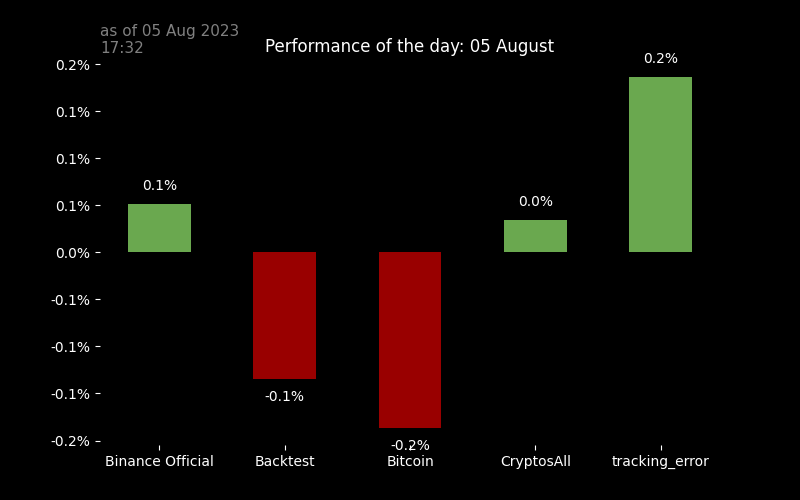 as of 05 Aug 2023
17:32
Performance of the day: 05 August
0.2%
0.1%
0.1%
0.1%
0.0%
-0.1%
-0.1%
-0.1%
-0.2%
0.1%
-0.1%
-0.2%
0.0%
0.2%
Binance Official
Backtest
Bitcoin
CryptosAll
tracking_error